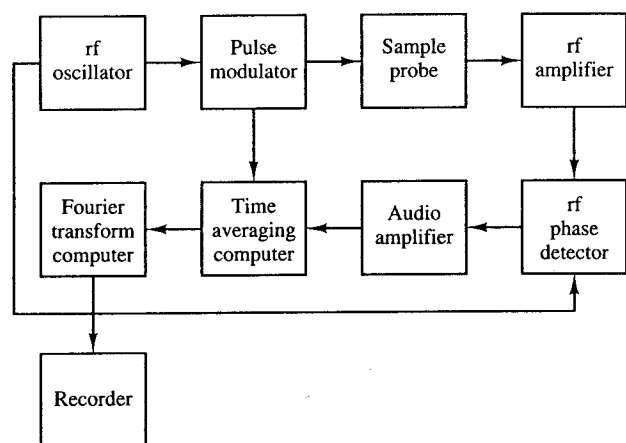 rf
oscillator
Pulse
modulator
Sample
probe
rf
amplifier
Fourier
transform
computer
Time
averaging
computer
Audio
amplifier
rf
phase
detector
Recorder